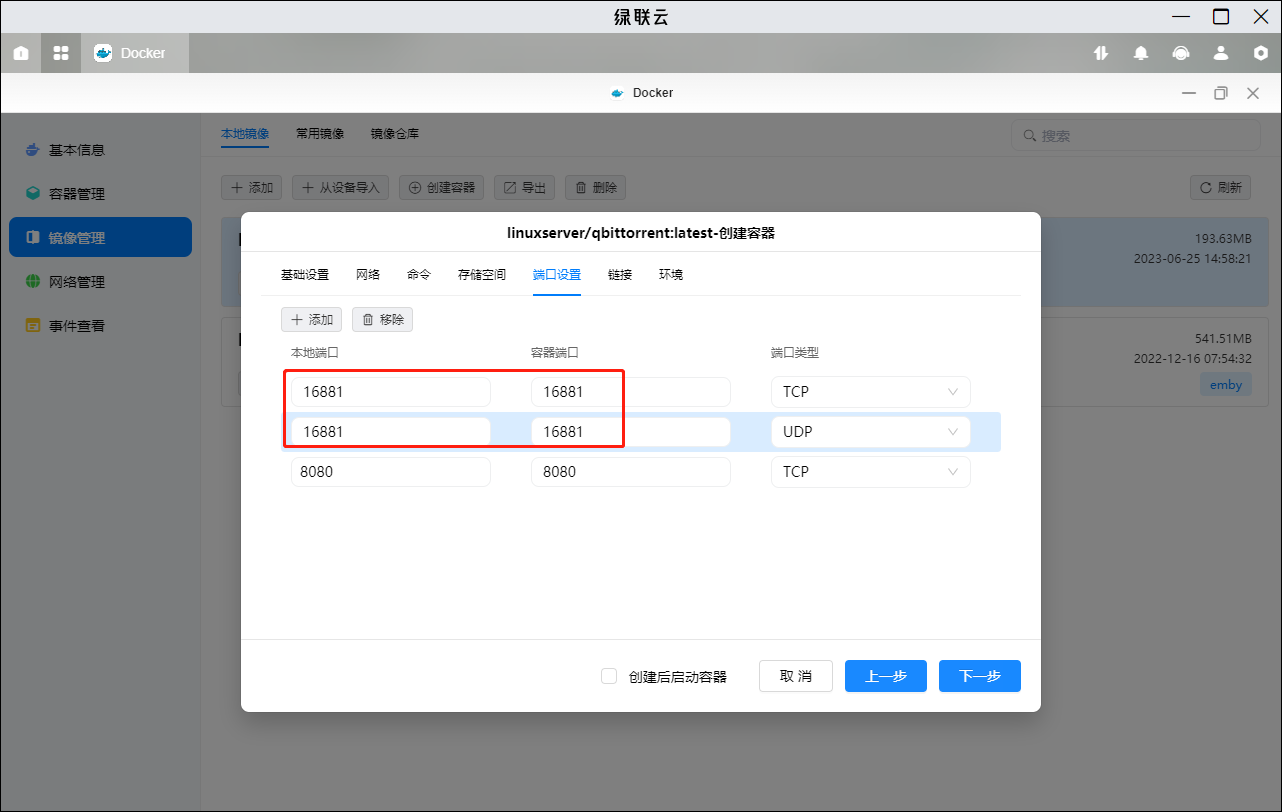 绿联云
Docker
Docker
基本信息
容器管理
镜像管理
网络管理
事件查看
本地镜像 常用镜像 镜像仓库
搜索
添加 从设备导入 创建容器 导出 删除 刷新
193.63MB
2023-06-25 14:58:21
541.51MB
2022-12-16 07:54:32
emby
linuxserver/qbittorrent:latest-创建容器
基础设置 网络 命令 存储空间 端口设置 链接 环境
添加 移除
本地端口 容器端口 端口类型
16881 16881 TCP
16881 16881 UDP
8080 8080 TCP
创建后启动容器 取消 上一步 下一步